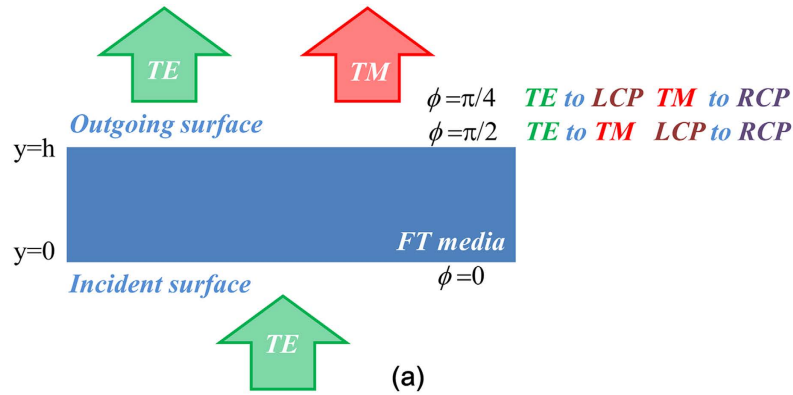 TE TM
ϕ=π/4 TE to LCP TM to RCP
Outgoing surface
ϕ=π/2 TE to TM LCP to RCP
y=h
FT media
y=0
Incident surface
ϕ=0
TE
(a)